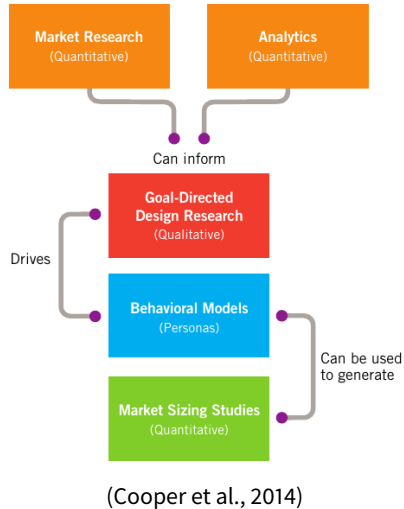 Market Research
(Quantitative)
Analytics
(Quantitative)
Can inform
Goal-Directed
Design Research
(Qualitative)
Drives
Behavioral Models
(Personas)
Can be used
to generate
Market Sizing Studies
(Quantitative)
(Cooper et al., 2014)